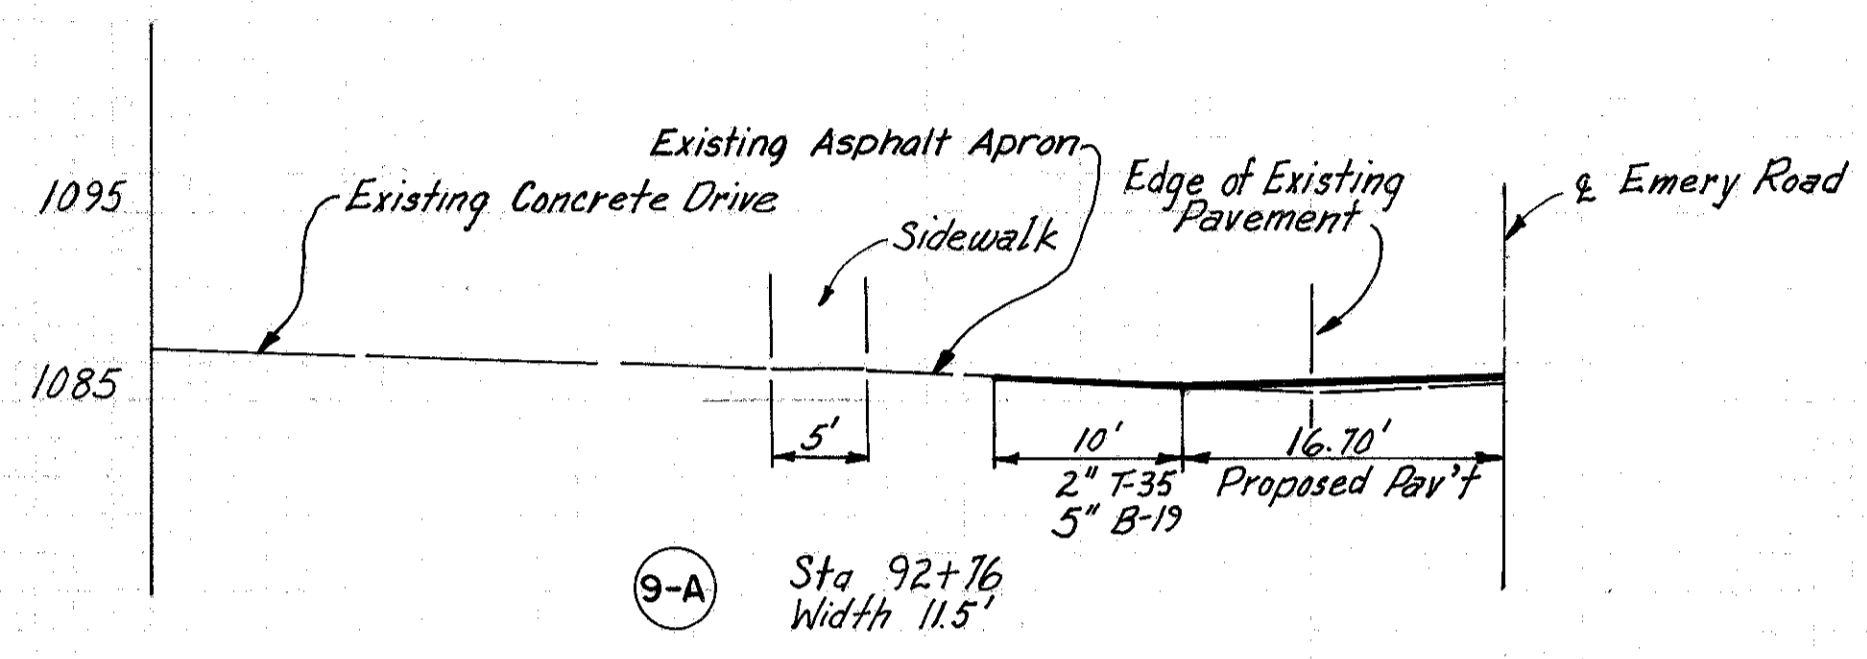 Existing Asphalt Apron
1095
Existing Concrete Drive
Edge of Existing
Pavement
℄ Emery Road
Sidewalk
1085
5'
10'
16.70'
2" T-35
Proposed Pav't
5" B-19
9-A
Sta 92+76
Width 11.5'